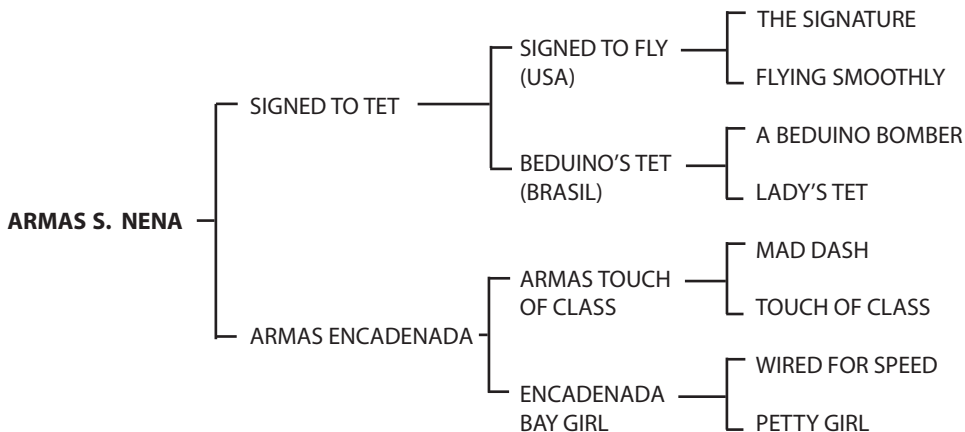 THE SIGNATURE
SIGNED TO FLY
(USA)
FLYING SMOOTHLY
SIGNED TO TET
A BEDUINO BOMBER
BEDUINO’S TET
(BRASIL)
LADY’S TET
ARMAS S. NENA
MAD DASH
ARMAS TOUCH
OF CLASS
TOUCH OF CLASS
ARMAS ENCADENADA
WIRED FOR SPEED
ENCADENADA
BAY GIRL
PETTY GIRL